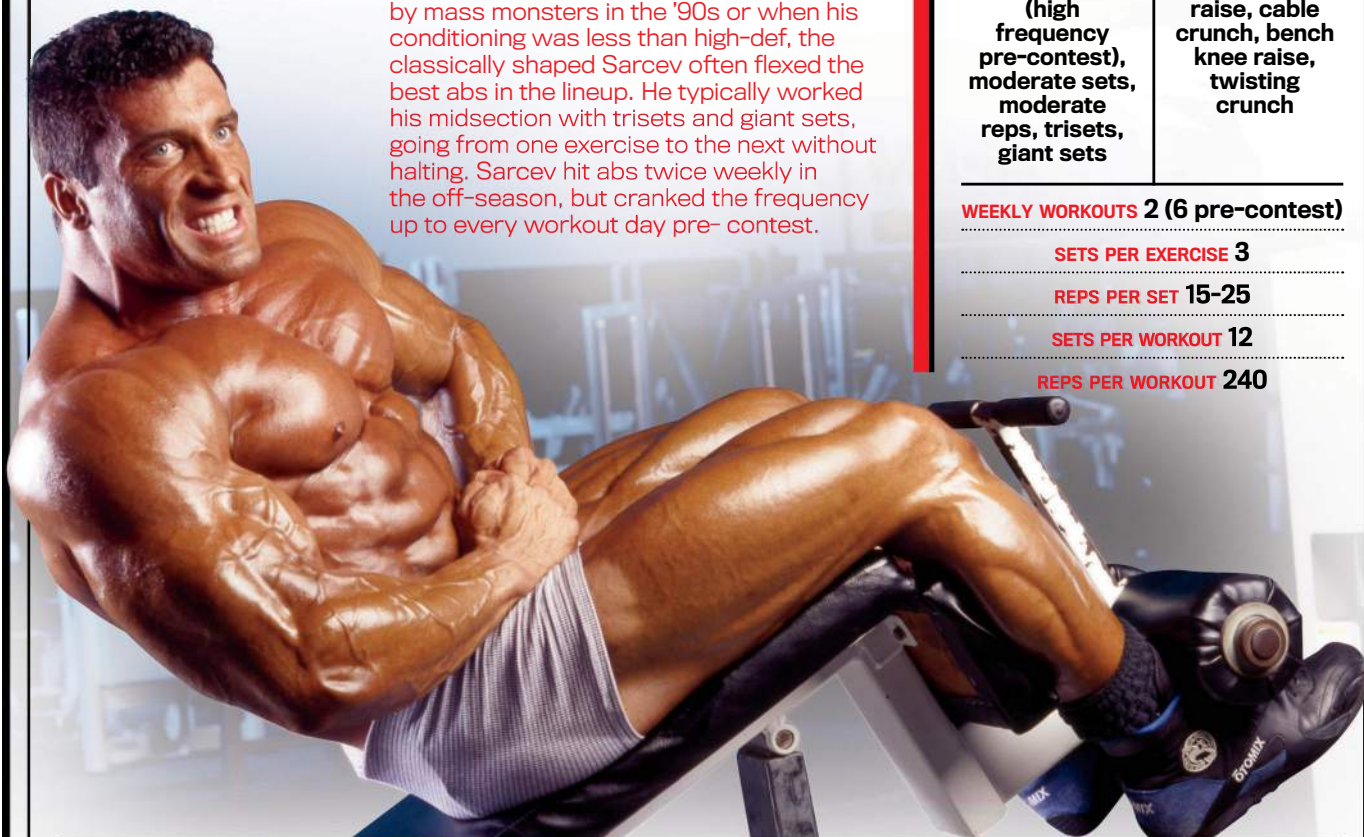 by mass monsters in the '90s or when his
conditioning was less than high-def, the
classically shaped Sarcev often flexed the
best abs in the lineup. He typically worked
his midsection with trisets and giant sets,
going from one exercise to the next without
halting. Sarcev hit abs twice weekly in
the off-season, but cranked the frequency
up to every workout day pre- contest.
(high
frequency
pre-contest),
moderate sets,
moderate
reps, trisets,
giant sets
raise, cable
crunch, bench
knee raise,
twisting
crunch
WEEKLY WORKOUTS 2 (6 pre-contest)
SETS PER EXERCISE 3
REPS PER SET 15-25
SETS PER WORKOUT 12
REPS PER WORKOUT 240
OTOMIX
MIX
MIX